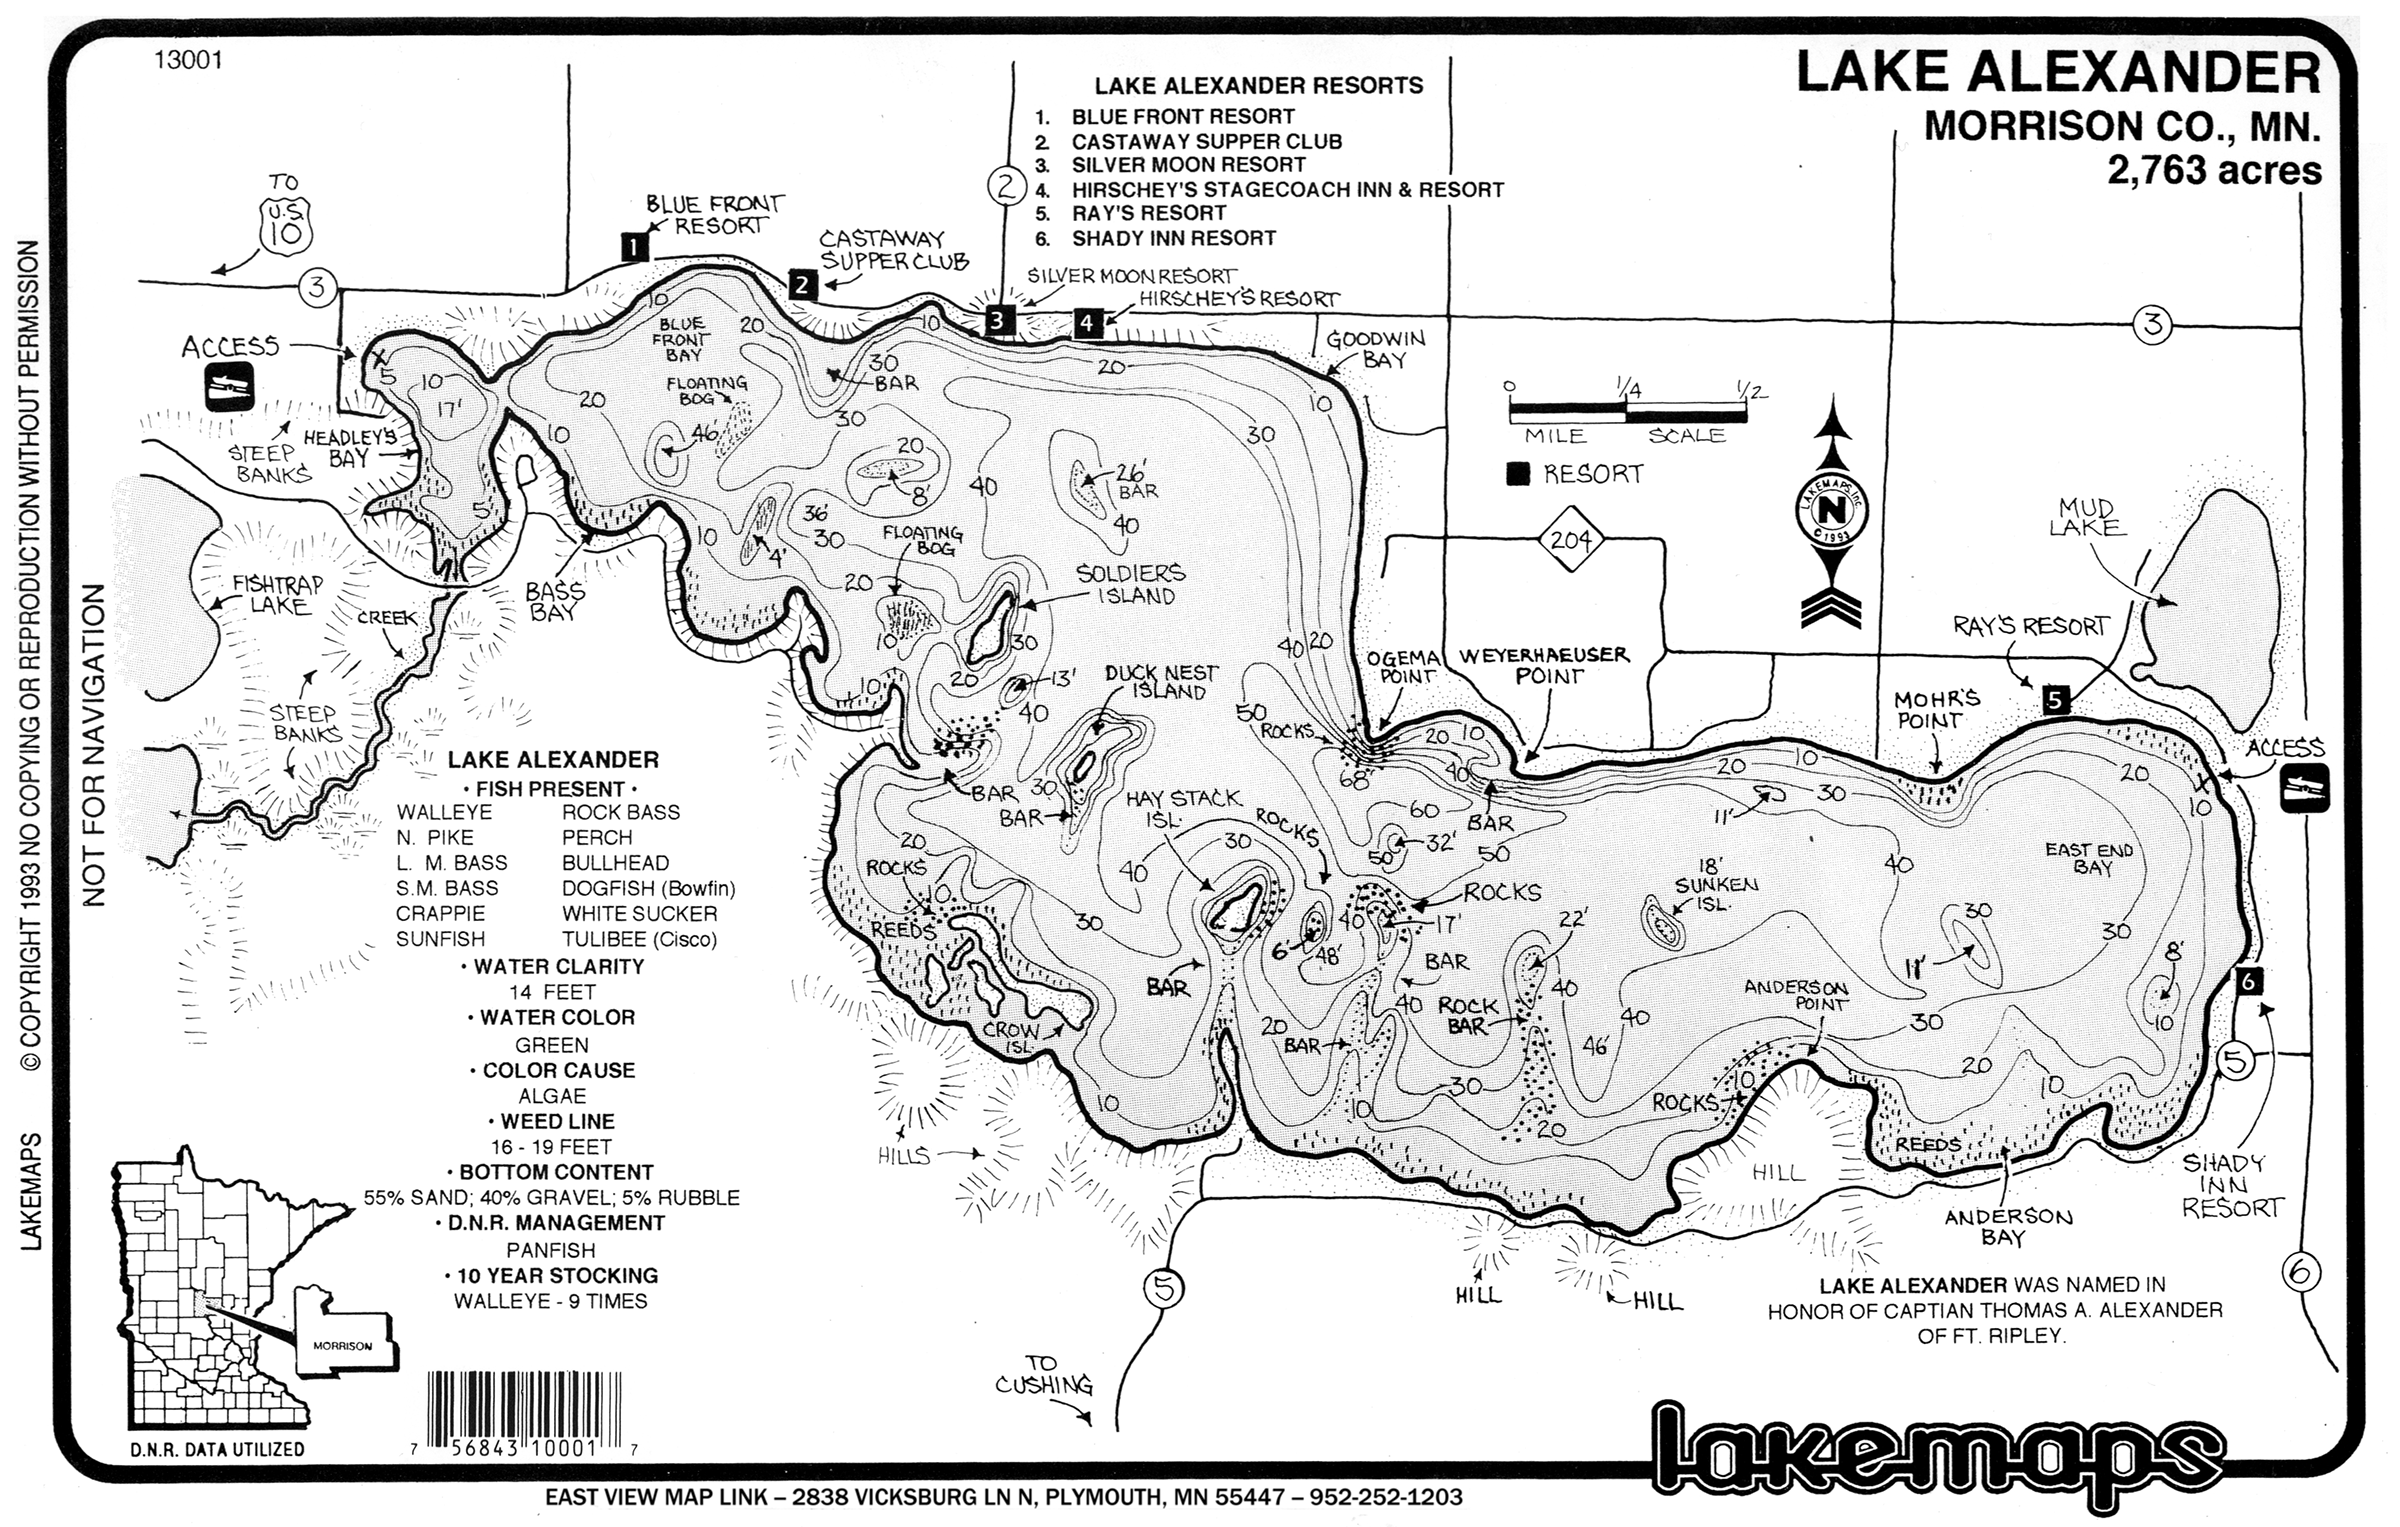 13001
LAKE ALEXANDER
MORRISON CO., MN.
2,763 acres
LAKE ALEXANDER RESORTS
1. BLUE FRONT RESORT
2. CASTAWAY SUPPER CLUB
3. SILVER MOON RESORT
4. HIRSCHEY'S STAGECOACH INN & RESORT
5. RAY'S RESORT
6. SHADY INN RESORT
2
TO
U.S.
10
3
BLUE FRONT
RESORT
1
CASTAWAY
SUPPER CLUB
2
SILVER MOON RESORT
HIRSCHEY'S RESORT
3
4
3
GOODWIN
BAY
ACCESS
5
10
17'
HEADLEY'S
BAY
STEEP
BANKS
5'
10
BLUE
FRONT
BAY
20
10
30
BAR
20
FLOATING
BOG
20
10
46'
30
20
8'
40
26'
BAR
40
30
20
10
0 1/4 1/2
MILE SCALE
RESORT
LAKEMAPS, Inc.
N
© 1993
204
MUD
LAKE
FISHTRAP
LAKE
CREEK
STEEP
BANKS
BASS
BAY
10
4'
36'
30
FLOATING
BOG
20
10
SOLDIERS
ISLAND
30
20
13'
40
10
DUCK NEST
ISLAND
40
20
OGEMA
POINT
WEYERHAEUSER
POINT
RAY'S RESORT
5
MOHR'S
POINT
ACCESS
50
ROCKS
68'
20
10
40
60
BAR
32'
50
50
20
10
30
11'
20
10
EAST END
BAY
40
BAR
30
BAR
HAY STACK
ISL.
ROCKS
30
40
20
ROCKS
10
REEDS
30
CROW
ISL.
10
BAR
6'
48'
40
17'
ROCKS
BAR
40
20
BAR
10
30
ROCK
BAR
22'
40
46'
40
20
18'
SUNKEN
ISL.
30
11'
30
8'
10
6
ANDERSON
POINT
30
20
10
10
ROCKS
REEDS
HILL
HILL
HILL
HILLS
ANDERSON
BAY
SHADY
INN
RESORT
5
6
5
TO
CUSHING
LAKE ALEXANDER
• FISH PRESENT •
WALLEYE ROCK BASS
N. PIKE PERCH
L. M. BASS BULLHEAD
S.M. BASS DOGFISH (Bowfin)
CRAPPIE WHITE SUCKER
SUNFISH TULIBEE (Cisco)
• WATER CLARITY
14 FEET
• WATER COLOR
GREEN
• COLOR CAUSE
ALGAE
• WEED LINE
16 - 19 FEET
• BOTTOM CONTENT
55% SAND; 40% GRAVEL; 5% RUBBLE
• D.N.R. MANAGEMENT
PANFISH
• 10 YEAR STOCKING
WALLEYE - 9 TIMES
MORRISON
D.N.R. DATA UTILIZED
7 56843 10001 7
LAKE ALEXANDER WAS NAMED IN
HONOR OF CAPTIAN THOMAS A. ALEXANDER
OF FT. RIPLEY.
lakemaps
EAST VIEW MAP LINK – 2838 VICKSBURG LN N, PLYMOUTH, MN 55447 – 952-252-1203
LAKEMAPS © COPYRIGHT 1993 NO COPYING OR REPRODUCTION WITHOUT PERMISSION
NOT FOR NAVIGATION